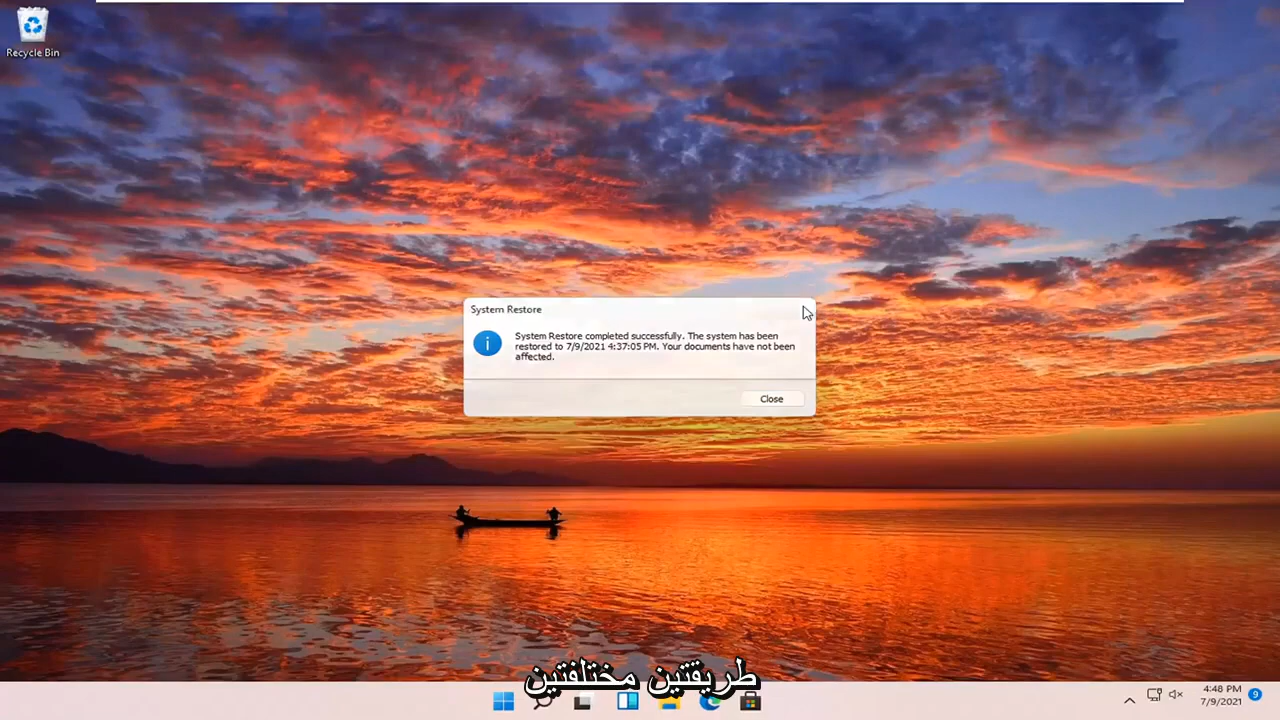 Recycle Bin
System Restore
System Restore completed successfully. The system has been
restored to 7/9/2021 4:37:05 PM. Your documents have not been
affected.
Close
طريقتين مختلفتين
4:48 PM
7/9/2021
9